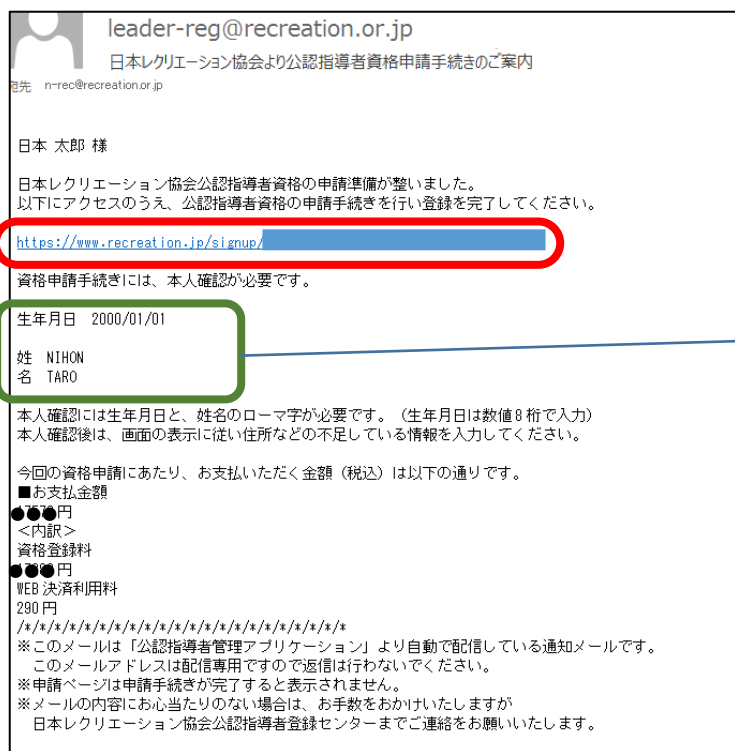 leader-reg@recreation.or.jp
日本レクリエーション協会より公認指導者資格申請手続きのご案内
宛先 n-rec@recreation.or.jp
日本 太郎 様
日本レクリエーション協会公認指導者資格の申請準備が整いました。
以下にアクセスのうえ、公認指導者資格の申請手続きを行い登録を完了してください。
https://www.recreation.jp/signup/
資格申請手続きには、本人確認が必要です。
生年月日 2000/01/01
姓 NIHON
名 TARO
本人確認には生年月日と、姓名のローマ字が必要です。（生年月日は数値8桁で入力）
本人確認後は、画面の表示に従い住所などの不足している情報を入力してください。
今回の資格申請にあたり、お支払いただく金額（税込）は以下の通りです。
■お支払金額
●●●円
＜内訳＞
資格登録料
●●●円
WEB決済利用料
290円
/*/*/*/*/*/*/*/*/*/*/*/*/*/*/*/*/*/*/*/*/*/*
※このメールは「公認指導者管理アプリケーション」より自動で配信している通知メールです。
このメールアドレスは配信専用ですので返信は行わないでください。
※申請ページは申請手続きが完了すると表示されません。
※メールの内容にお心当たりのない場合は、お手数をおかけいたしますが
日本レクリエーション協会公認指導者登録センターまでご連絡をお願いいたします。